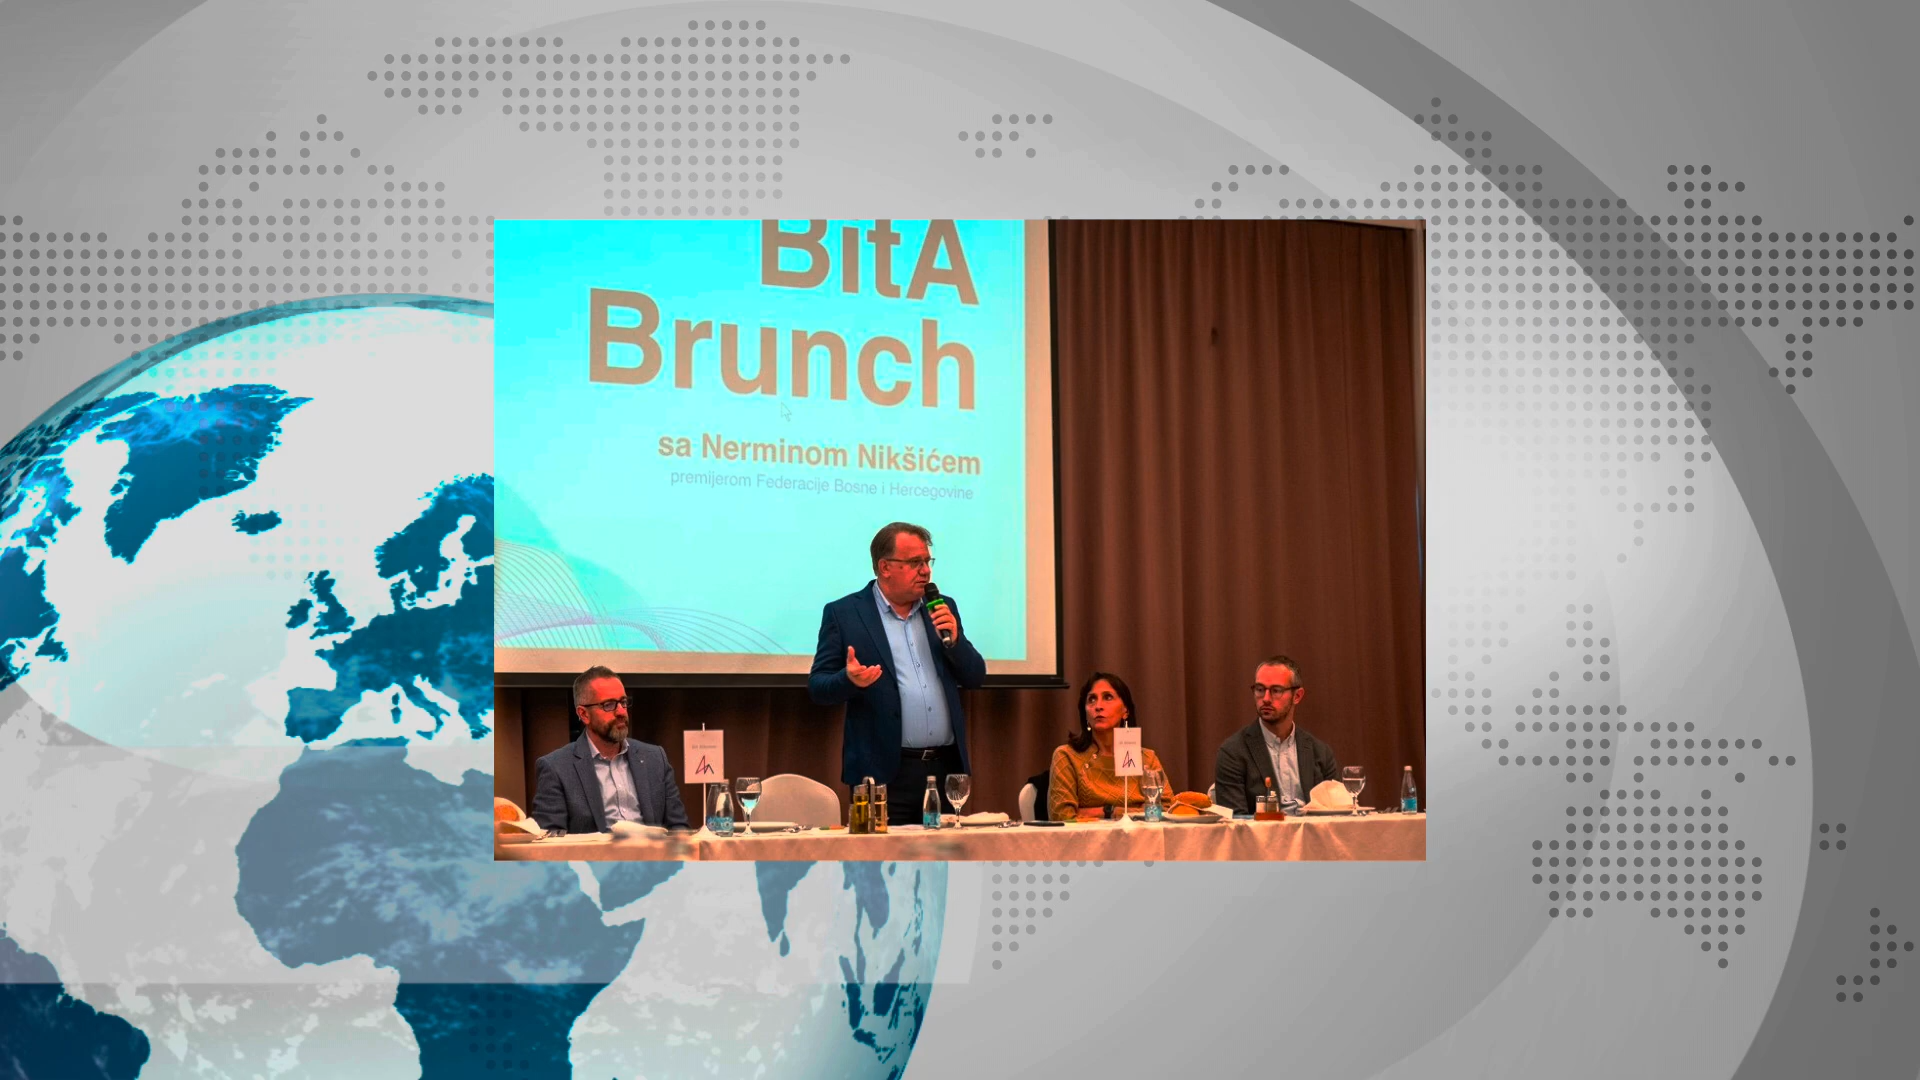 BitA
Brunch
sa Nerminom Nikšićem
premijerom Federacije Bosne i Hercegovine